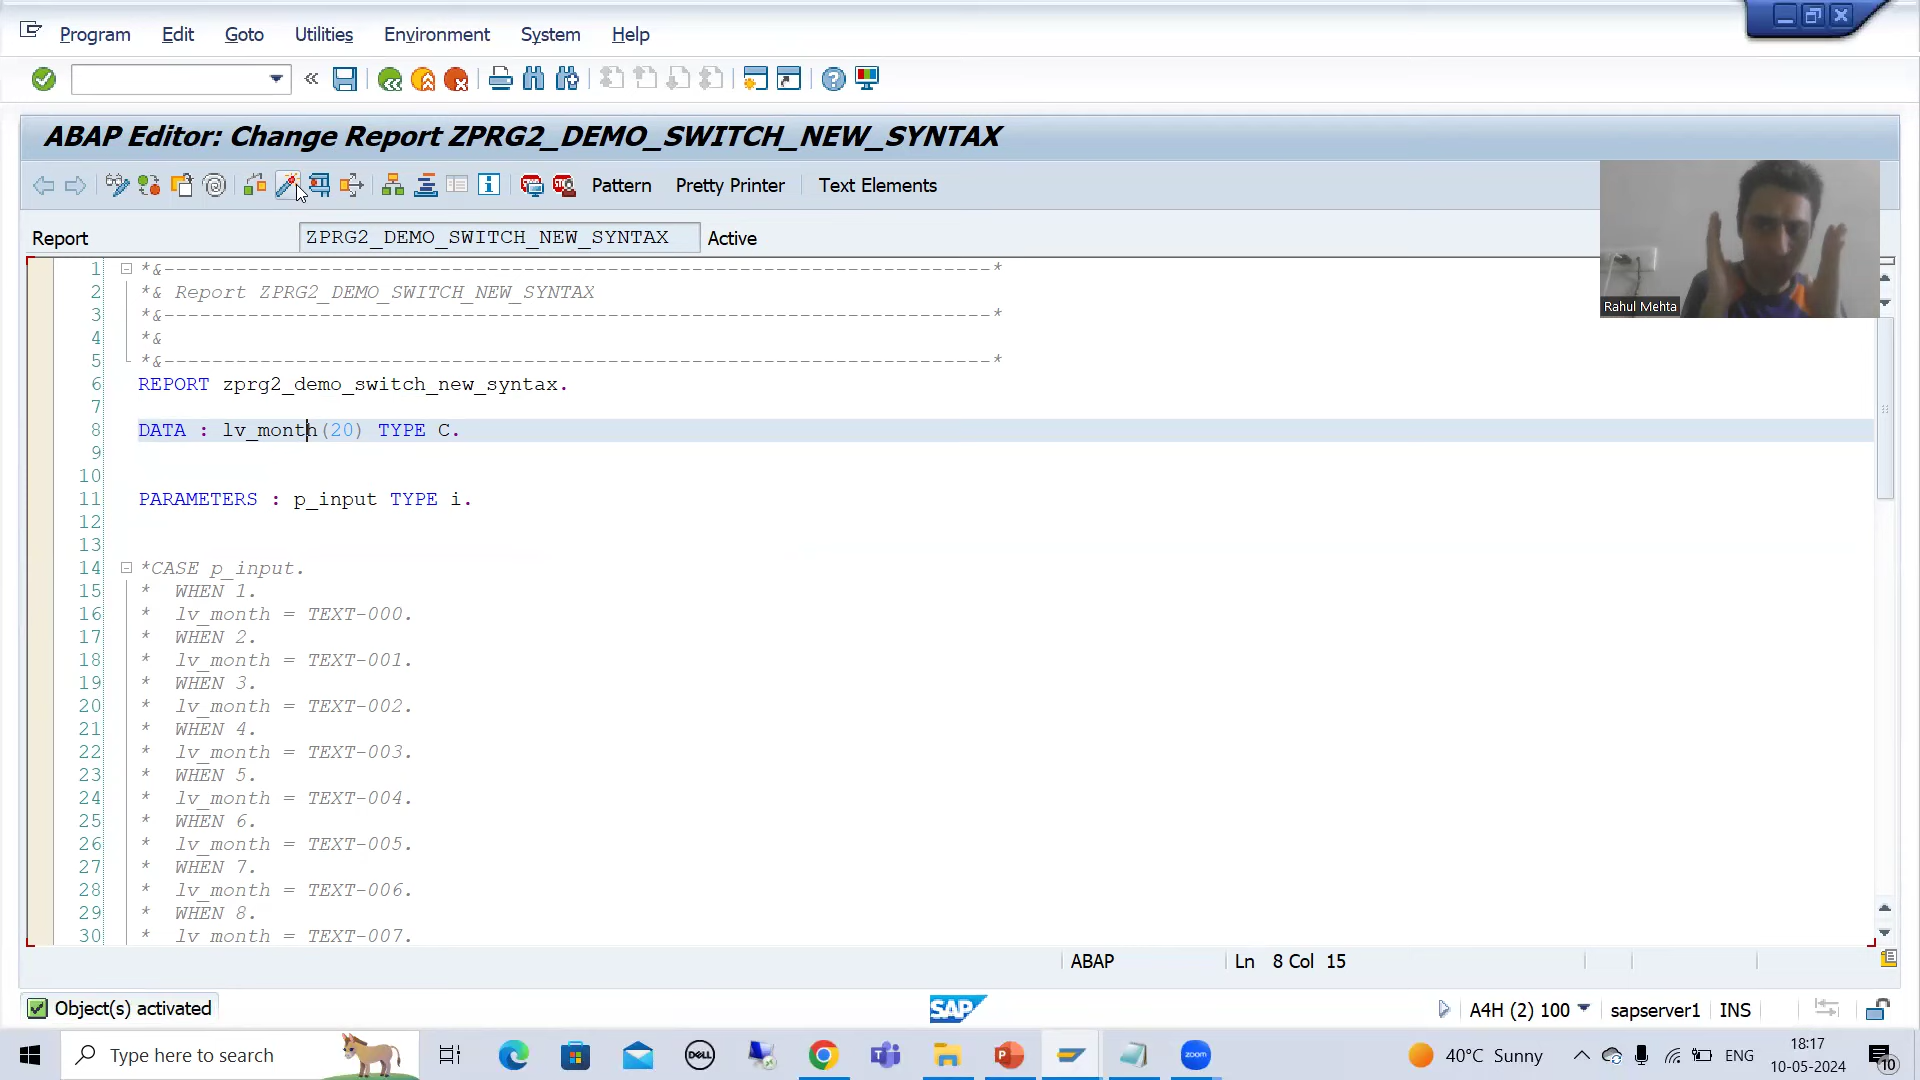 Program Edit Goto Utilities Environment System Help
ABAP Editor: Change Report ZPRG2_DEMO_SWITCH_NEW_SYNTAX
Pattern Pretty Printer Text Elements
Report ZPRG2_DEMO_SWITCH_NEW_SYNTAX Active
Rahul Mehta
1 *&---------------------------------------------------------------------*
2 *& Report ZPRG2_DEMO_SWITCH_NEW_SYNTAX
3 *&---------------------------------------------------------------------*
4 *&
5 *&---------------------------------------------------------------------*
6 REPORT zprg2_demo_switch_new_syntax.
7
8 DATA : lv_month(20) TYPE C.
9
10
11 PARAMETERS : p_input TYPE i.
12
13
14 *CASE p_input.
15 * WHEN 1.
16 * lv_month = TEXT-000.
17 * WHEN 2.
18 * lv_month = TEXT-001.
19 * WHEN 3.
20 * lv_month = TEXT-002.
21 * WHEN 4.
22 * lv_month = TEXT-003.
23 * WHEN 5.
24 * lv_month = TEXT-004.
25 * WHEN 6.
26 * lv_month = TEXT-005.
27 * WHEN 7.
28 * lv_month = TEXT-006.
29 * WHEN 8.
30 * lv_month = TEXT-007.
ABAP Ln 8 Col 15
Object(s) activated SAP A4H (2) 100 sapserver1 INS
Type here to search DELL zoom 40°C Sunny ENG 18:17
10-05-2024 10